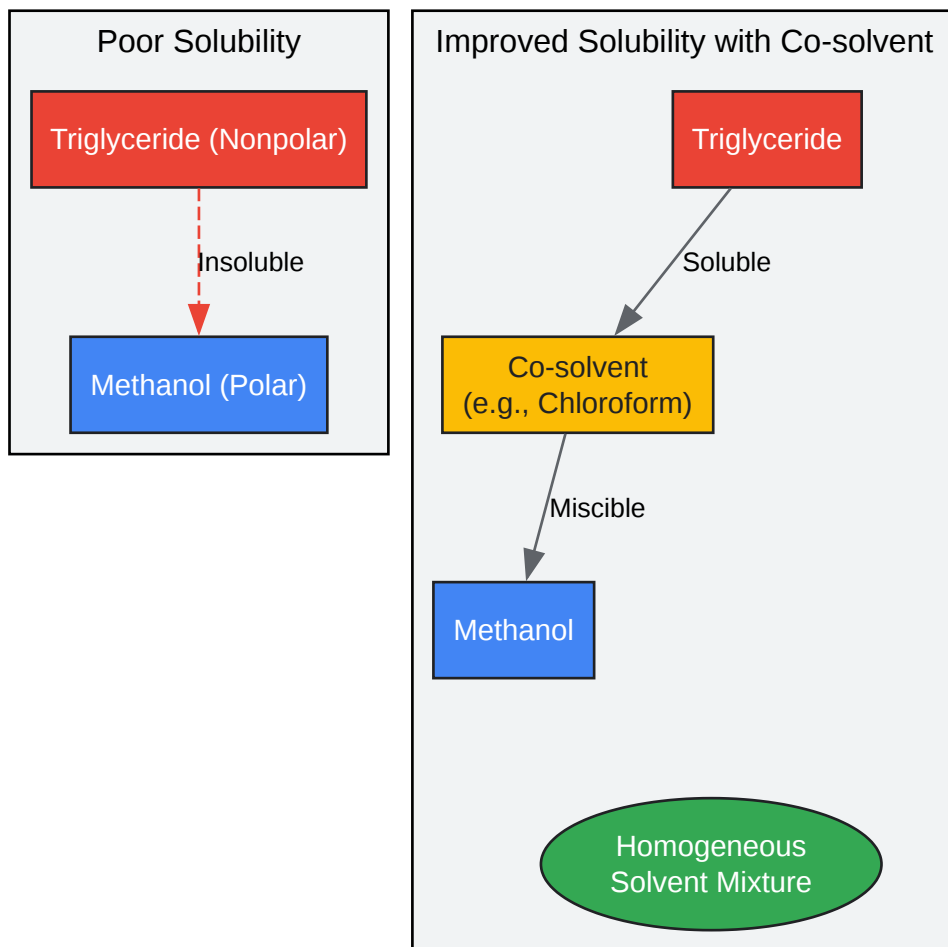 Poor Solubility
Triglyceride (Nonpolar)
Insoluble
Methanol (Polar)
Improved Solubility with Co-solvent
Triglyceride
Soluble
Co-solvent
(e.g., Chloroform)
Miscible
Methanol
Homogeneous
Solvent Mixture